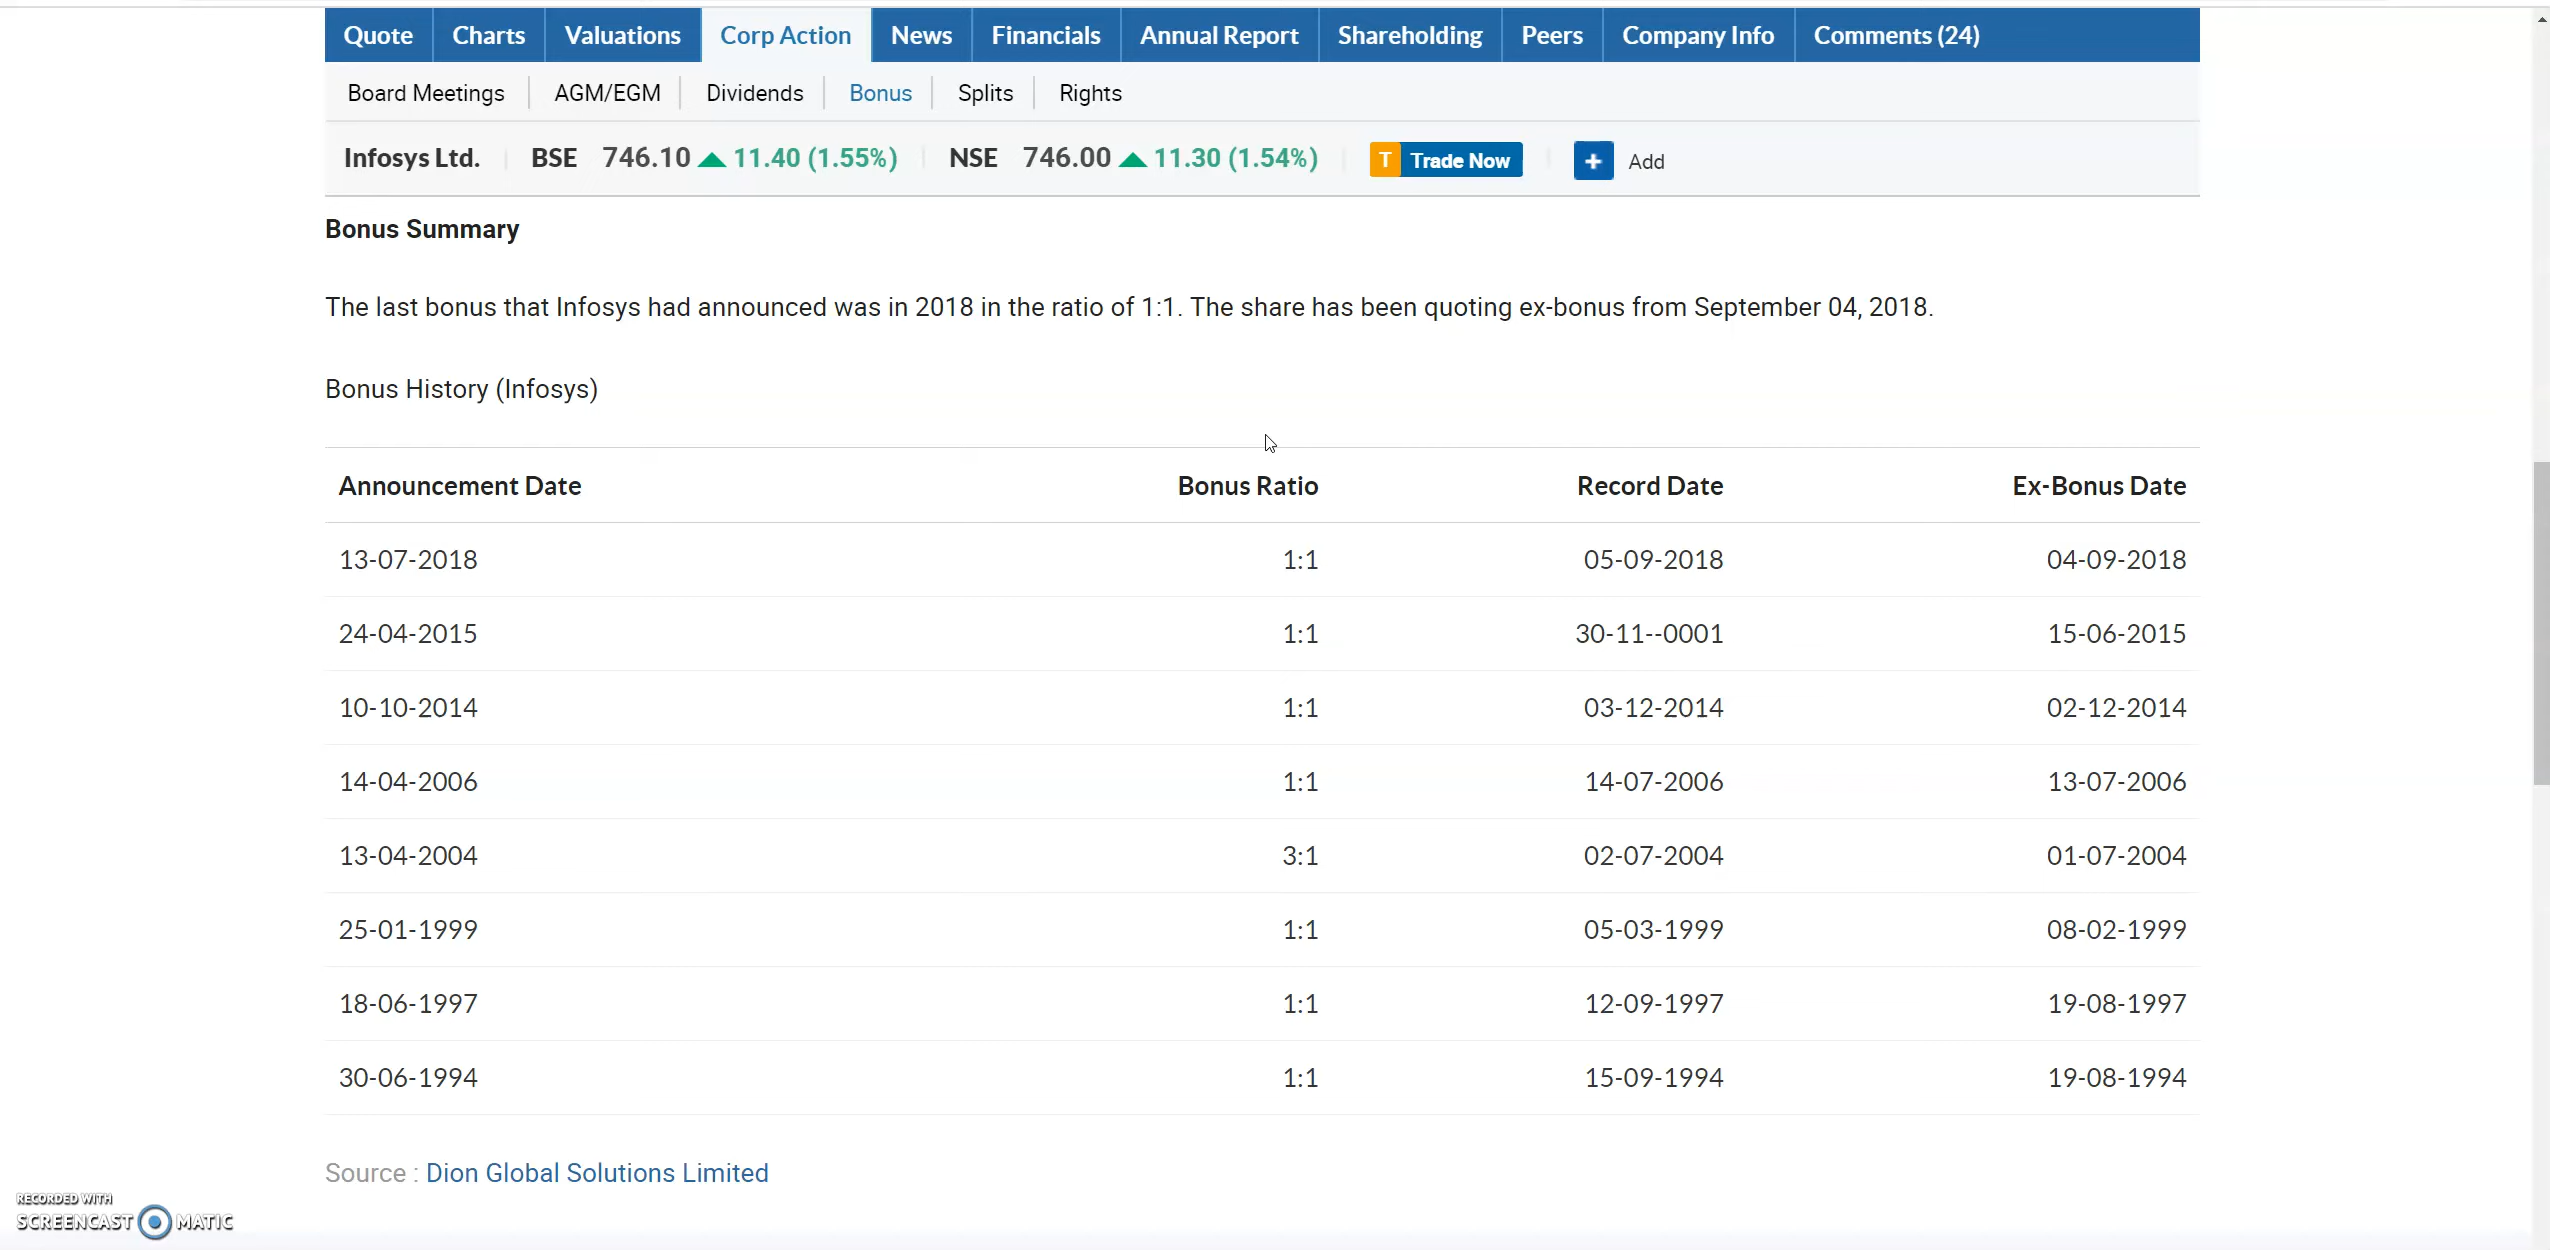 Quote Charts Valuations Corp Action News Financials Annual Report Shareholding Peers Company Info Comments (24)
Board Meetings AGM/EGM Dividends Bonus Splits Rights
Infosys Ltd. BSE 746.10 11.40 (1.55%) NSE 746.00 11.30 (1.54%) T Trade Now + Add
Bonus Summary
The last bonus that Infosys had announced was in 2018 in the ratio of 1:1. The share has been quoting ex-bonus from September 04, 2018.
Bonus History (Infosys)
Announcement Date Bonus Ratio Record Date Ex-Bonus Date
13-07-2018 1:1 05-09-2018 04-09-2018
24-04-2015 1:1 30-11--0001 15-06-2015
10-10-2014 1:1 03-12-2014 02-12-2014
14-04-2006 1:1 14-07-2006 13-07-2006
13-04-2004 3:1 02-07-2004 01-07-2004
25-01-1999 1:1 05-03-1999 08-02-1999
18-06-1997 1:1 12-09-1997 19-08-1997
30-06-1994 1:1 15-09-1994 19-08-1994
Source : Dion Global Solutions Limited
RECORDED WITH
SCREENCAST MATIC